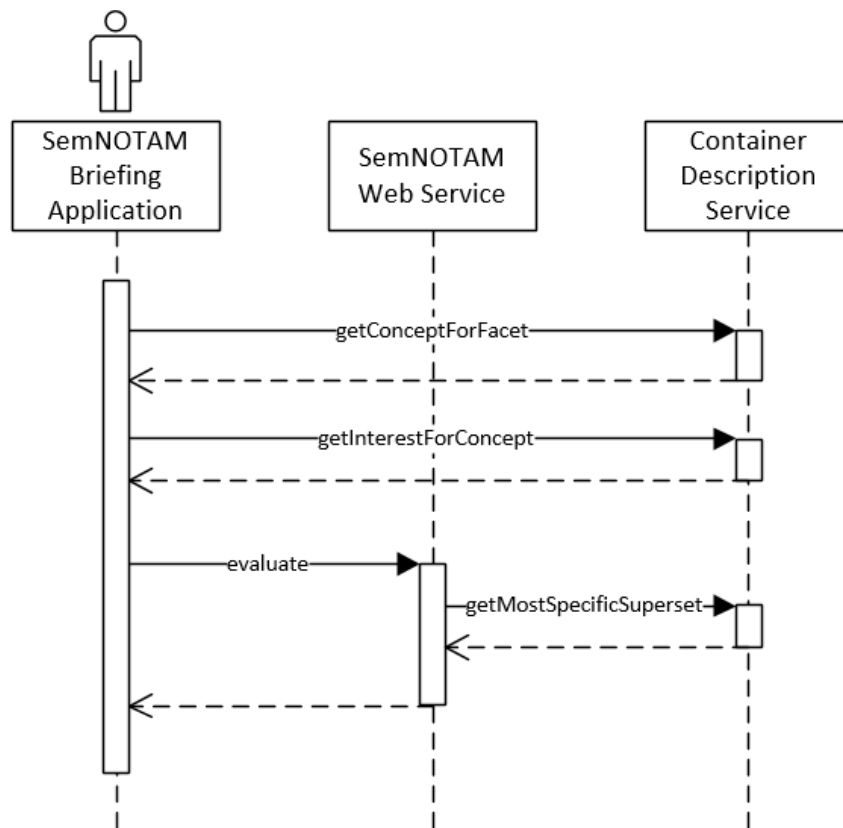 SemNOTAM
Briefing
Application
SemNOTAM
Web Service
Container
Description
Service
getConceptForFacet
getInterestForConcept
evaluate
getMostSpecificSuperset